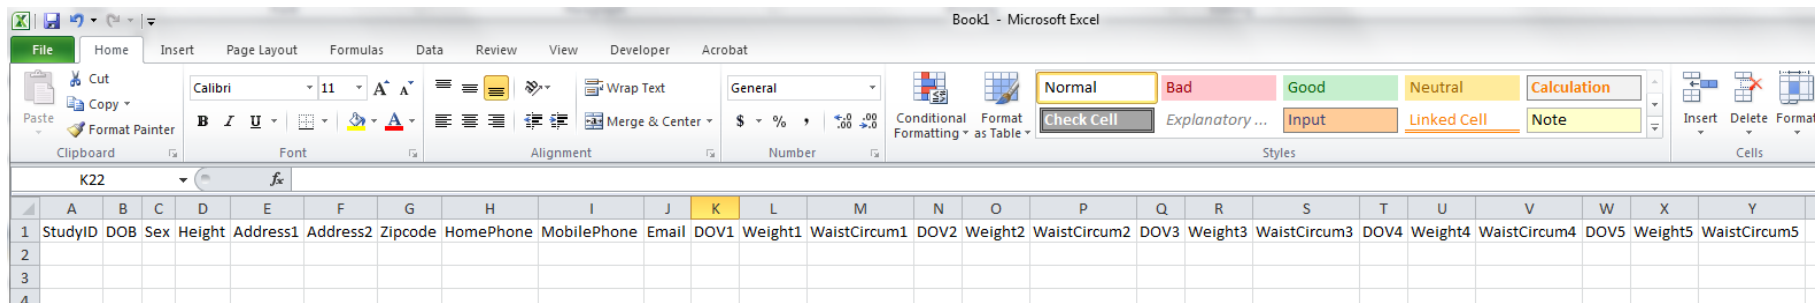 Book1 - Microsoft Excel
File Home Insert Page Layout Formulas Data Review View Developer Acrobat
Cut
Copy
Format Painter
Paste
Clipboard
Calibri 11 A A
B I U A
Font
Wrap Text
Merge & Center
Alignment
General
$ % , .0 .00 .00 .0
Number
Conditional Formatting
Format as Table
Normal Bad Good Neutral Calculation
Check Cell Explanatory ... Input Linked Cell Note
Styles
Insert Delete Format
Cells
K22 fx
A B C D E F G H I J K L M N O P Q R S T U V W X Y
1 StudyID DOB Sex Height Address1 Address2 Zipcode HomePhone MobilePhone Email DOV1 Weight1 WaistCircum1 DOV2 Weight2 WaistCircum2 DOV3 Weight3 WaistCircum3 DOV4 Weight4 WaistCircum4 DOV5 Weight5 WaistCircum5
2
3
4